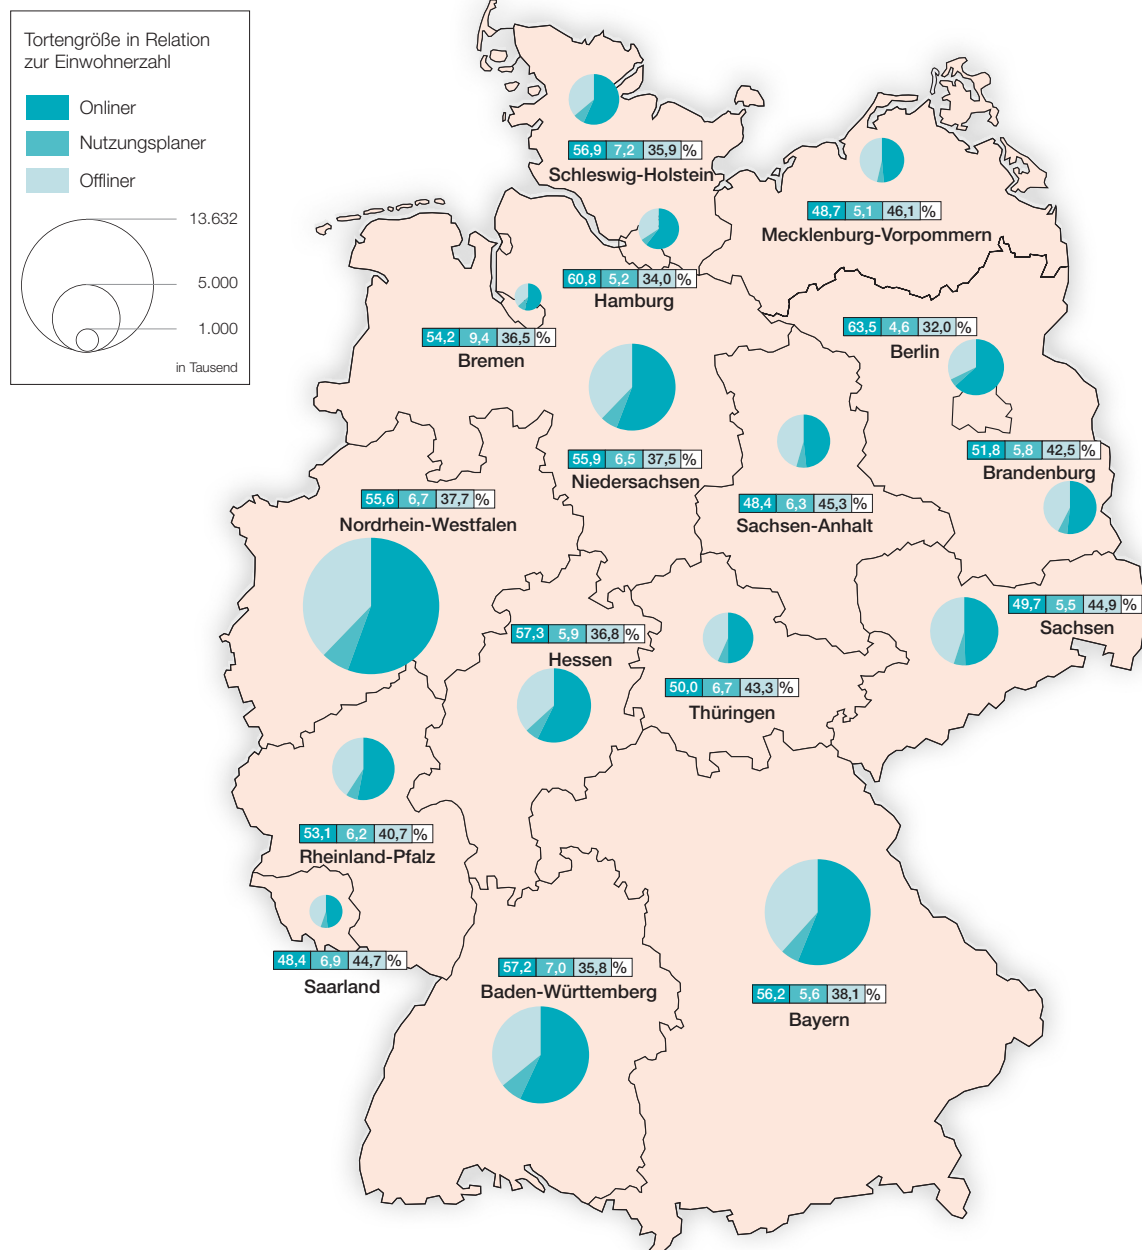 Tortengröße in Relation
zur Einwohnerzahl
Onliner
Nutzungsplaner
Offliner
13.632
5.000
1.000
in Tausend
56,9 7,2 35,9 %
Schleswig-Holstein
48,7 5,1 46,1 %
Mecklenburg-Vorpommern
60,8 5,2 34,0 %
Hamburg
54,2 9,4 36,5 %
Bremen
63,5 4,6 32,0 %
Berlin
55,9 6,5 37,5 %
Niedersachsen
51,8 5,8 42,5 %
Brandenburg
55,6 6,7 37,7 %
Nordrhein-Westfalen
48,4 6,3 45,3 %
Sachsen-Anhalt
49,7 5,5 44,9 %
Sachsen
57,3 5,9 36,8 %
Hessen
50,0 6,7 43,3 %
Thüringen
53,1 6,2 40,7 %
Rheinland-Pfalz
48,4 6,9 44,7 %
Saarland
57,2 7,0 35,8 %
Baden-Württemberg
56,2 5,6 38,1 %
Bayern